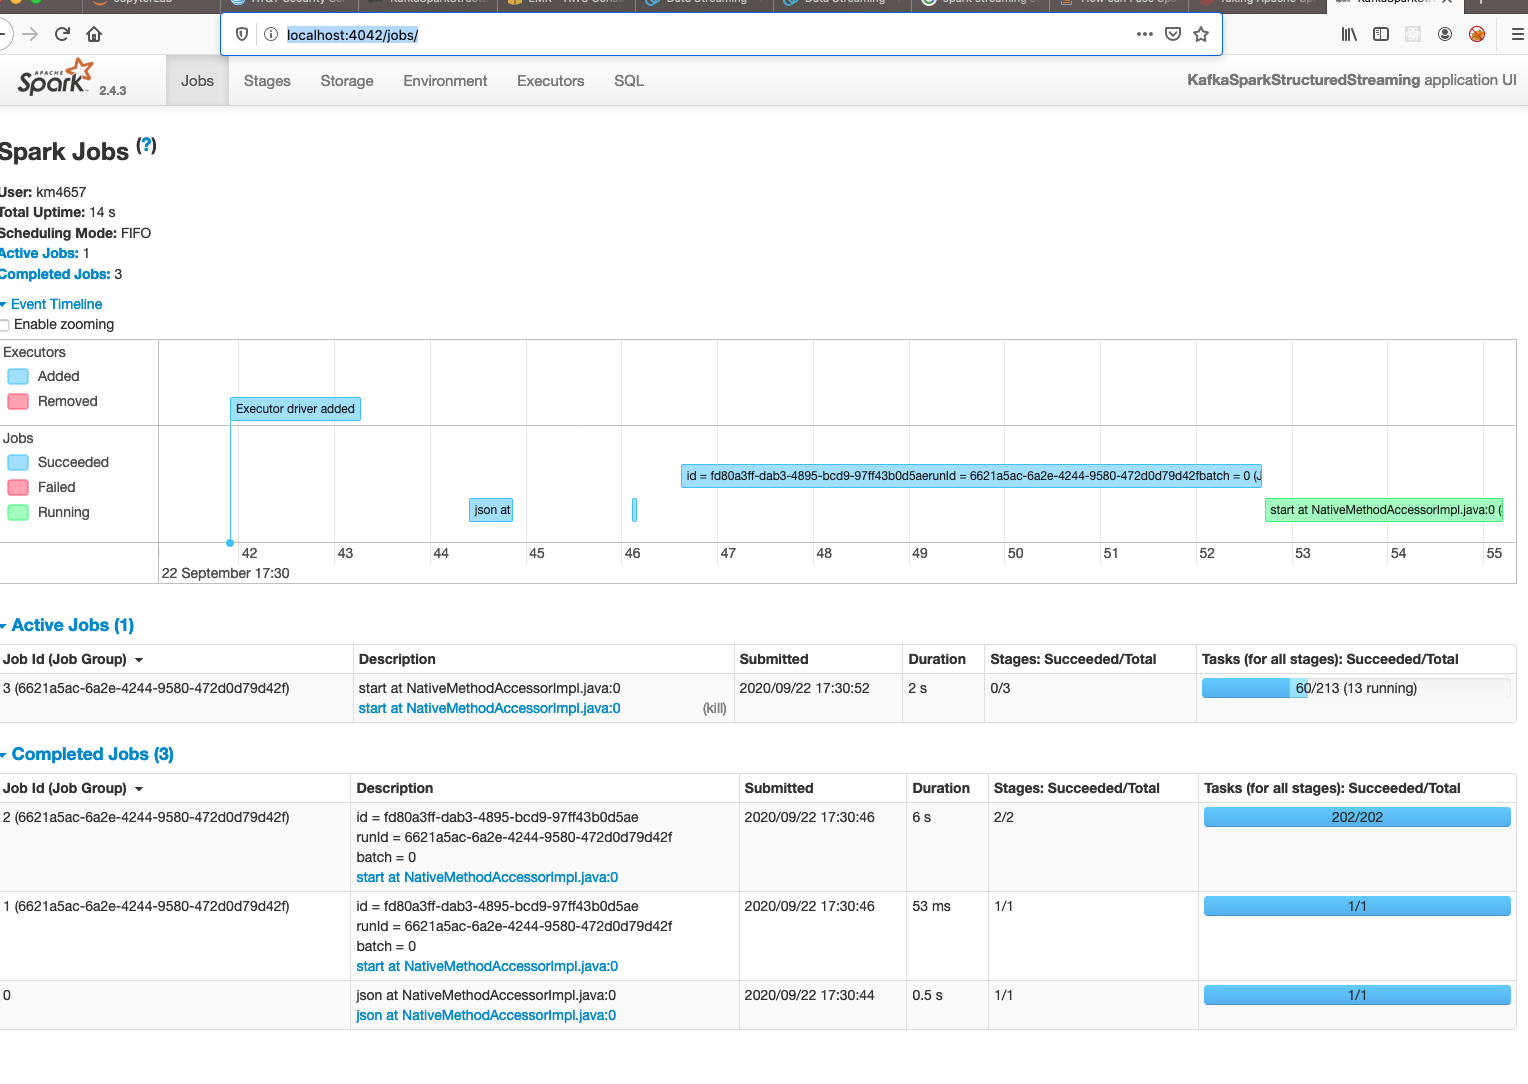 JupyterLab
Data Streaming
Data Streaming
localhost:4042/jobs/
APACHE
Spark 2.4.3
Jobs Stages Storage Environment Executors SQL KafkaSparkStructuredStreaming application UI
Spark Jobs (?)
User: km4657
Total Uptime: 14 s
Scheduling Mode: FIFO
Active Jobs: 1
Completed Jobs: 3
Event Timeline
Enable zooming
Executors
Added
Removed
Executor driver added
Jobs
Succeeded
Failed
Running
id = fd80a3ff-dab3-4895-bcd9-97ff43b0d5aerunId = 6621a5ac-6a2e-4244-9580-472d0d79d42fbatch = 0 (J
json at
start at NativeMethodAccessorImpl.java:0 (
42 43 44 45 46 47 48 49 50 51 52 53 54 55
22 September 17:30
Active Jobs (1)
Job Id (Job Group) Description Submitted Duration Stages: Succeeded/Total Tasks (for all stages): Succeeded/Total
3 (6621a5ac-6a2e-4244-9580-472d0d79d42f) start at NativeMethodAccessorImpl.java:0 2020/09/22 17:30:52 2 s 0/3 60/213 (13 running)
start at NativeMethodAccessorImpl.java:0 (kill)
Completed Jobs (3)
Job Id (Job Group) Description Submitted Duration Stages: Succeeded/Total Tasks (for all stages): Succeeded/Total
2 (6621a5ac-6a2e-4244-9580-472d0d79d42f) id = fd80a3ff-dab3-4895-bcd9-97ff43b0d5ae 2020/09/22 17:30:46 6 s 2/2 202/202
runId = 6621a5ac-6a2e-4244-9580-472d0d79d42f
batch = 0
start at NativeMethodAccessorImpl.java:0
1 (6621a5ac-6a2e-4244-9580-472d0d79d42f) id = fd80a3ff-dab3-4895-bcd9-97ff43b0d5ae 2020/09/22 17:30:46 53 ms 1/1 1/1
runId = 6621a5ac-6a2e-4244-9580-472d0d79d42f
batch = 0
start at NativeMethodAccessorImpl.java:0
0 json at NativeMethodAccessorImpl.java:0 2020/09/22 17:30:44 0.5 s 1/1 1/1
json at NativeMethodAccessorImpl.java:0